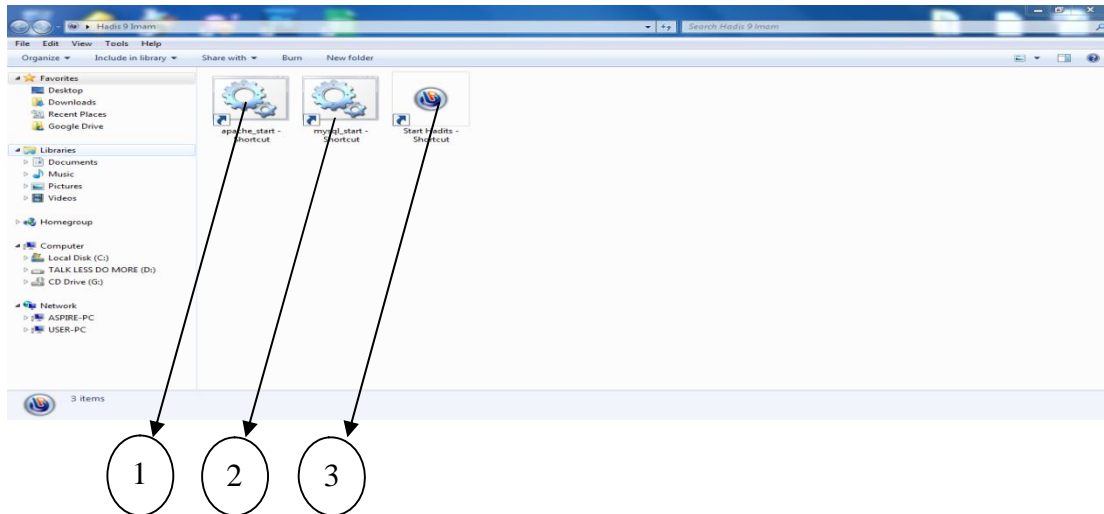 Hadis 9 Imam
Search Hadis 9 Imam
File Edit View Tools Help
Organize Include in library Share with Burn New folder
Favorites
Desktop
Downloads
Recent Places
Google Drive
Libraries
Documents
Music
Pictures
Videos
Homegroup
Computer
Local Disk (C:)
TALK LESS DO MORE (D:)
CD Drive (G:)
Network
ASPIRE-PC
USER-PC
apache_start -
Shortcut
mysql_start -
Shortcut
Start Hadits -
Shortcut
3 items
1
2
3